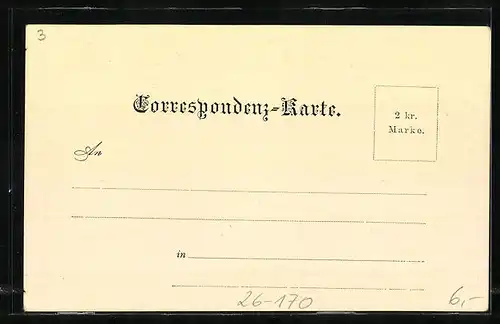 3
Correspondenz-Karte.
2 kr.
Marke.
An
in
26-170
6,-